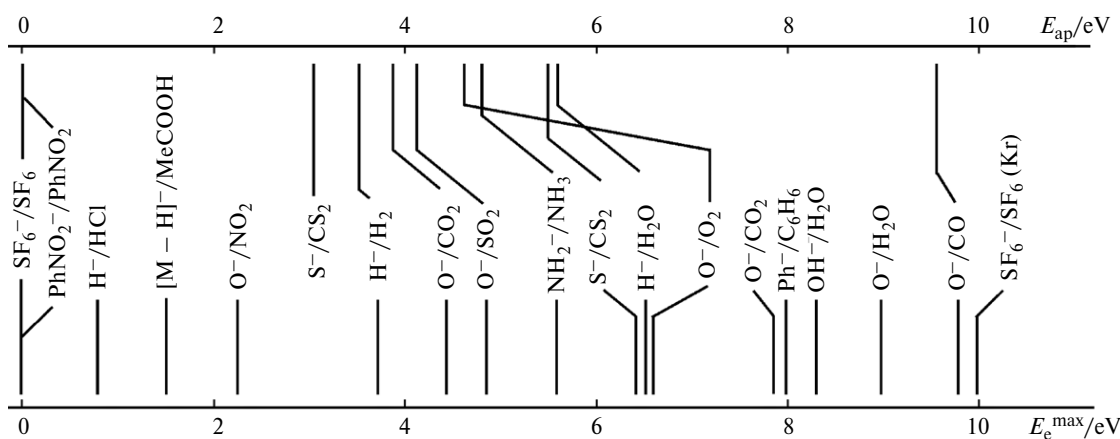 0 2 4 6 8 10 E_ap/eV
SF₆⁻/SF₆
PhNO₂⁻/PhNO₂
H⁻/HCl
[M − H]⁻/MeCOOH
O⁻/NO₂
S⁻/CS₂
H⁻/H₂
O⁻/CO₂
O⁻/SO₂
NH₂⁻/NH₃
S⁻/CS₂
H⁻/H₂O
O⁻/O₂
O⁻/CO₂
Ph⁻/C₆H₆
OH⁻/H₂O
O⁻/H₂O
O⁻/CO
SF₆⁻/SF₆ (Kr)
0 2 4 6 8 10 E_e^max/eV